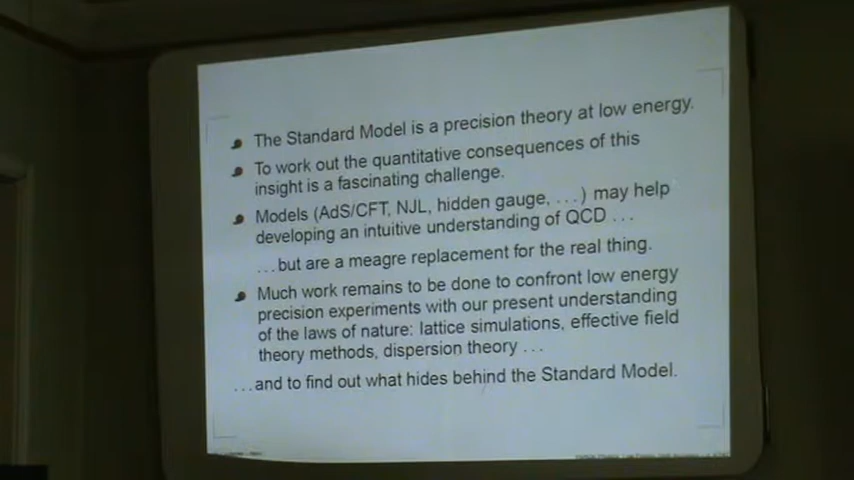 The Standard Model is a precision theory at low energy.
To work out the quantitative consequences of this
insight is a fascinating challenge.
Models (AdS/CFT, NJL, hidden gauge, ...) may help
developing an intuitive understanding of QCD ...
...but are a meagre replacement for the real thing.
Much work remains to be done to confront low energy
precision experiments with our present understanding
of the laws of nature: lattice simulations, effective field
theory methods, dispersion theory ...
...and to find out what hides behind the Standard Model.